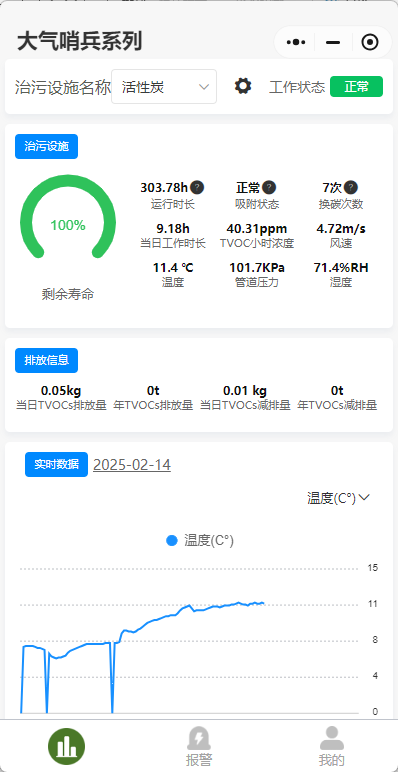 大气哨兵系列
治污设施名称 活性炭 工作状态 正常
治污设施
100%
剩余寿命
303.78h ? 正常 ? 7次 ?
运行时长 吸附状态 换碳次数
9.18h 40.31ppm 4.72m/s
当日工作时长 TVOC小时浓度 风速
11.4 ℃ 101.7KPa 71.4%RH
温度 管道压力 湿度
排放信息
0.05kg 0t 0.01 kg 0t
当日TVOCs排放量 年TVOCs排放量 当日TVOCs减排量 年TVOCs减排量
实时数据 2025-02-14
温度(C°)
温度(C°)
15
11
8
4
0
报警 我的